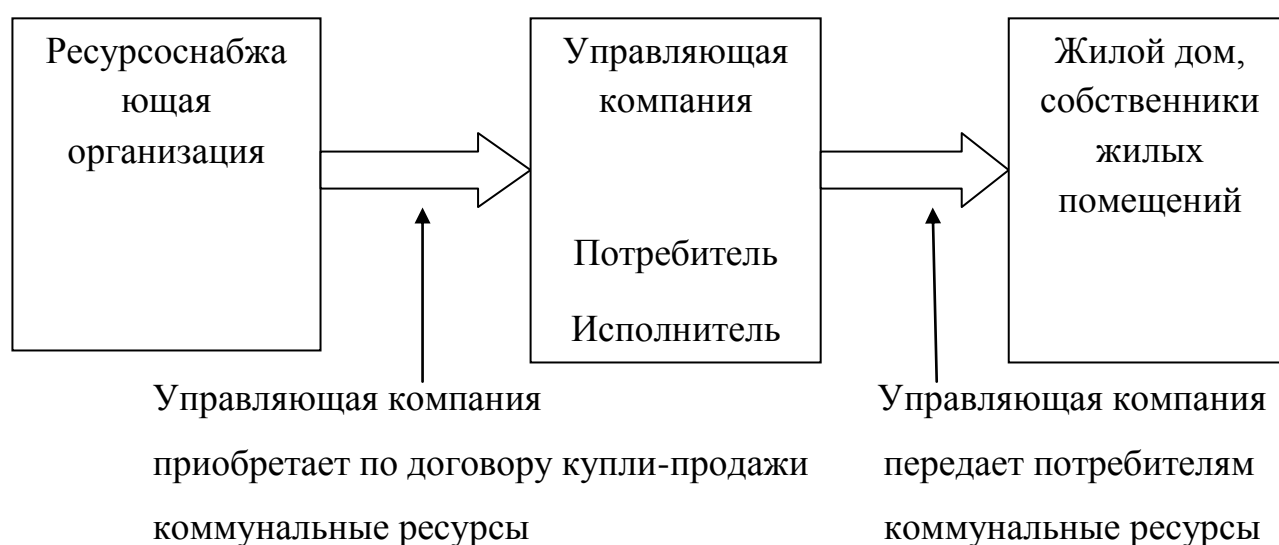 Ресурсоснабжа
ющая
организация
Управляющая
компания
Потребитель
Исполнитель
Жилой дом,
собственники
жилых
помещений
Управляющая компания
приобретает по договору купли-продажи
коммунальные ресурсы
Управляющая компания
передает потребителям
коммунальные ресурсы